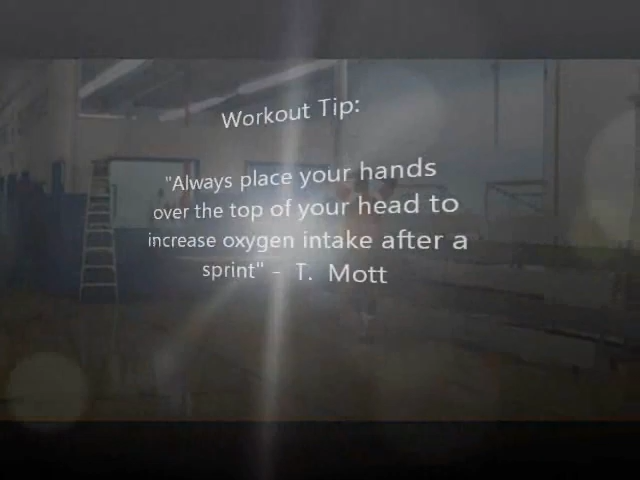 Workout Tip:
"Always place your hands
over the top of your head to
increase oxygen intake after a
sprint" - T. Mott